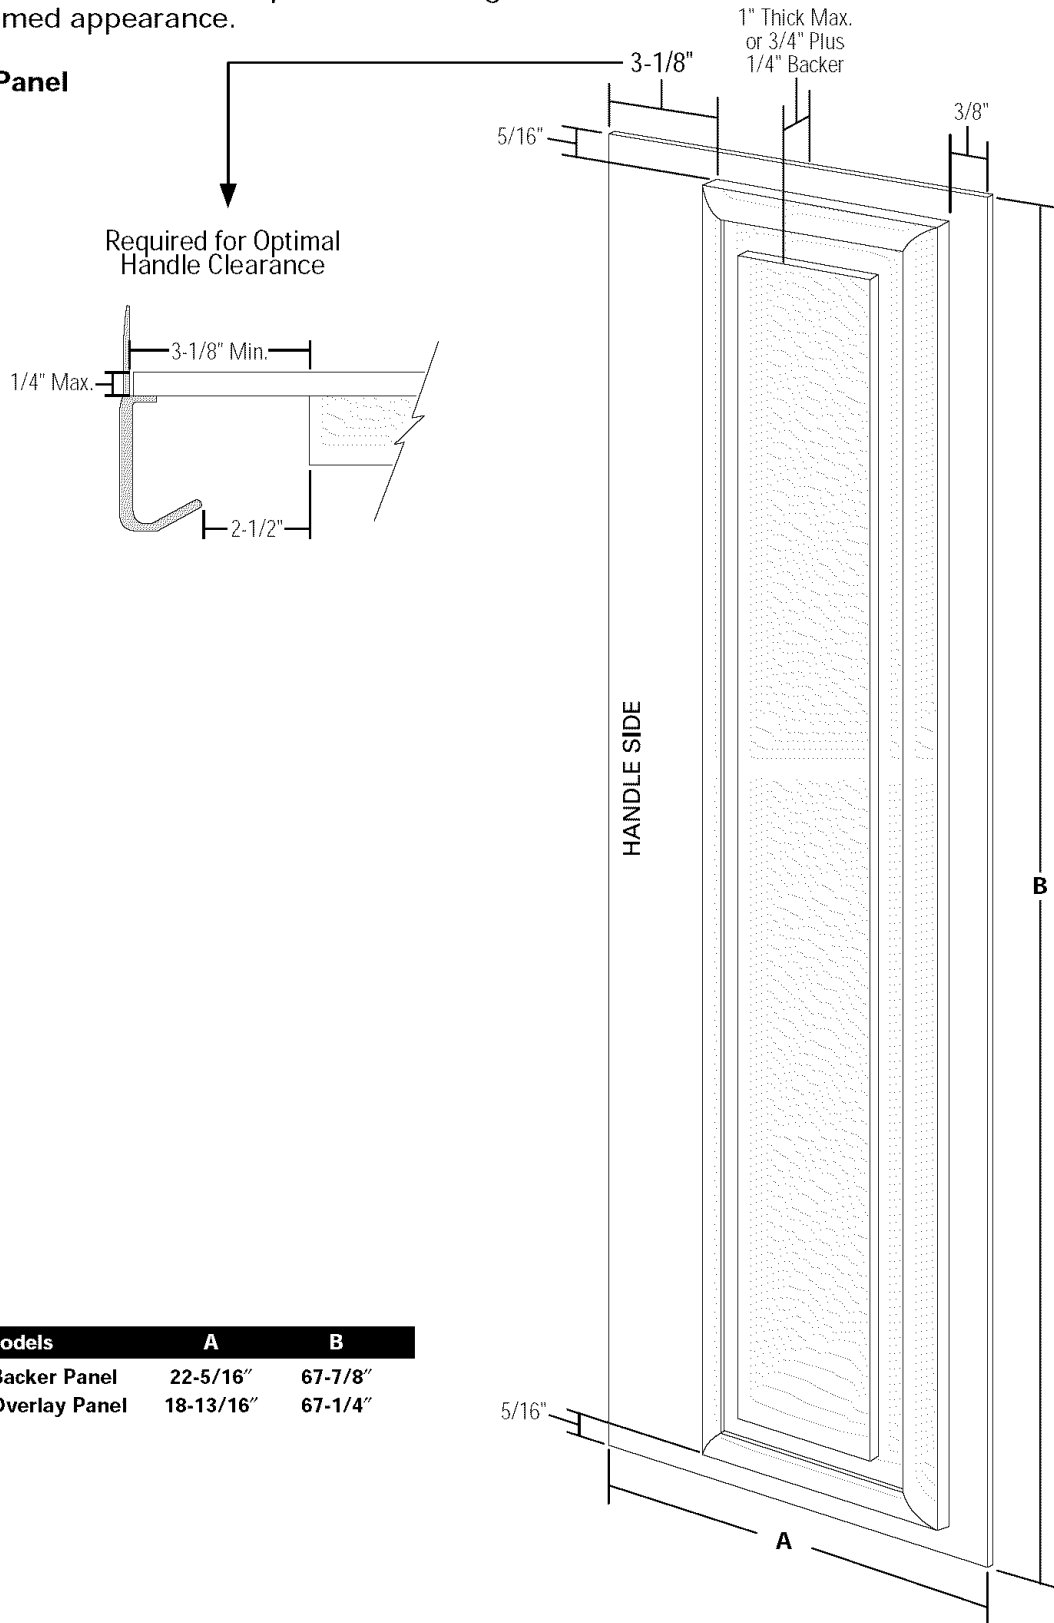 med appearance.
Panel
1" Thick Max.
or 3/4" Plus
1/4" Backer
3-1/8"
3/8"
5/16"
Required for Optimal
Handle Clearance
3-1/8" Min.
1/4" Max.
2-1/2"
HANDLE SIDE
B
odels A B
Backer Panel 22-5/16″ 67-7/8″
Overlay Panel 18-13/16″ 67-1/4″
5/16"
A